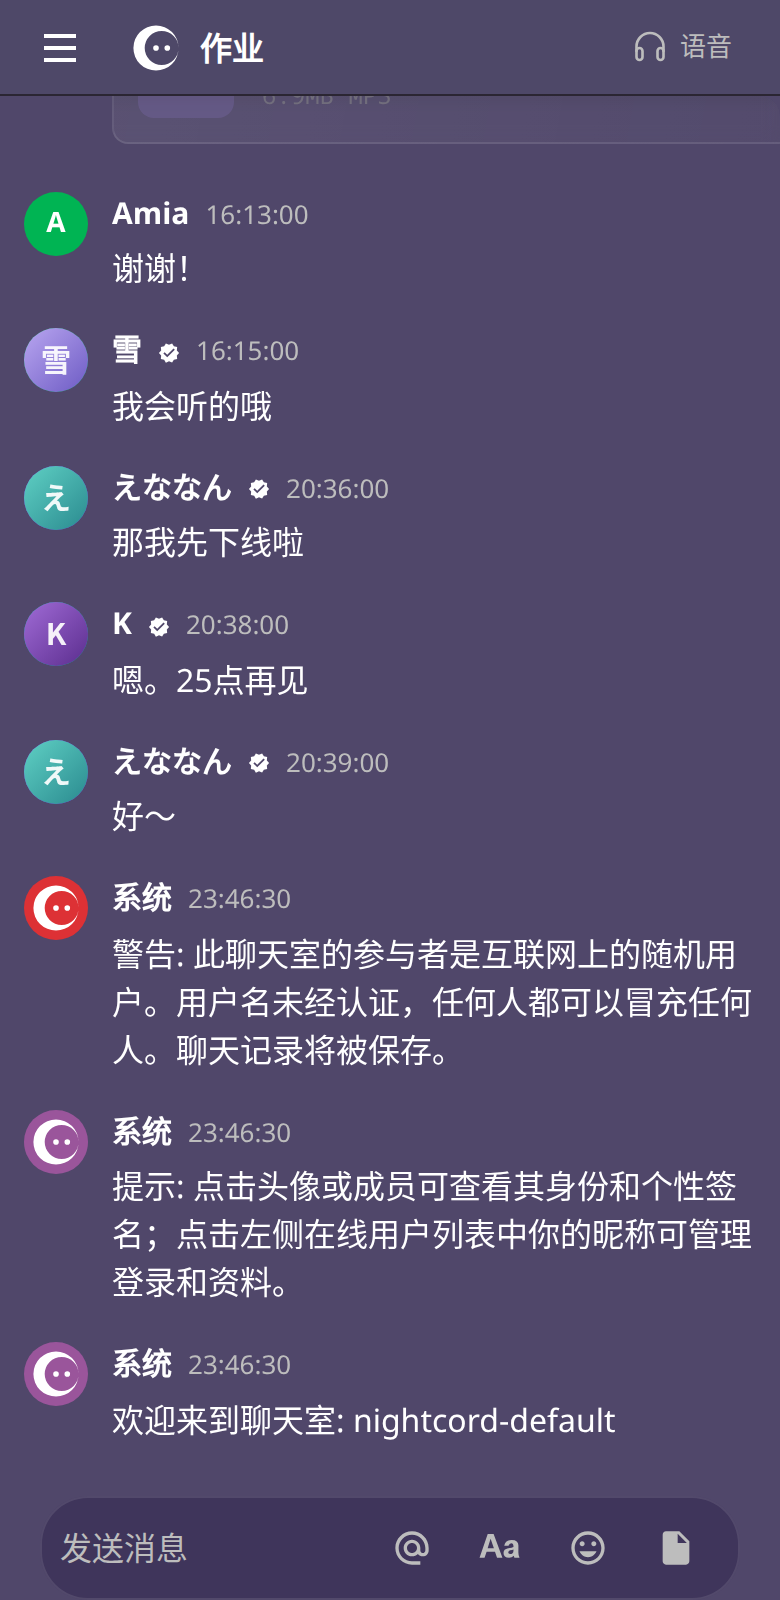 作业
语音
6.9MB MP3
A
Amia 16:13:00
谢谢！
雪
雪 16:15:00
我会听的哦
え
えななん 20:36:00
那我先下线啦
K
K 20:38:00
嗯。25点再见
え
えななん 20:39:00
好～
系统 23:46:30
警告: 此聊天室的参与者是互联网上的随机用
户。用户名未经认证，任何人都可以冒充任何
人。聊天记录将被保存。
系统 23:46:30
提示: 点击头像或成员可查看其身份和个性签
名；点击左侧在线用户列表中你的昵称可管理
登录和资料。
系统 23:46:30
欢迎来到聊天室: nightcord-default
发送消息
Aa